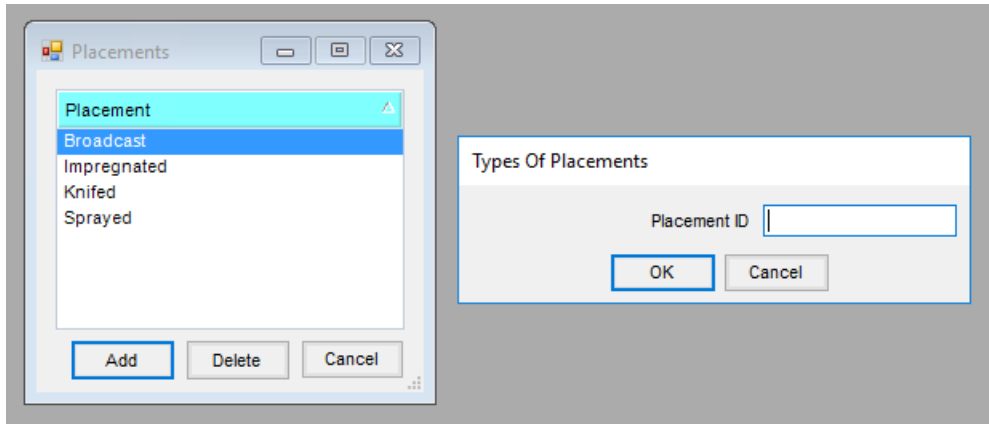 Placements
Placement
Broadcast
Impregnated
Knifed
Sprayed
Add Delete Cancel
Types Of Placements
Placement ID
OK Cancel